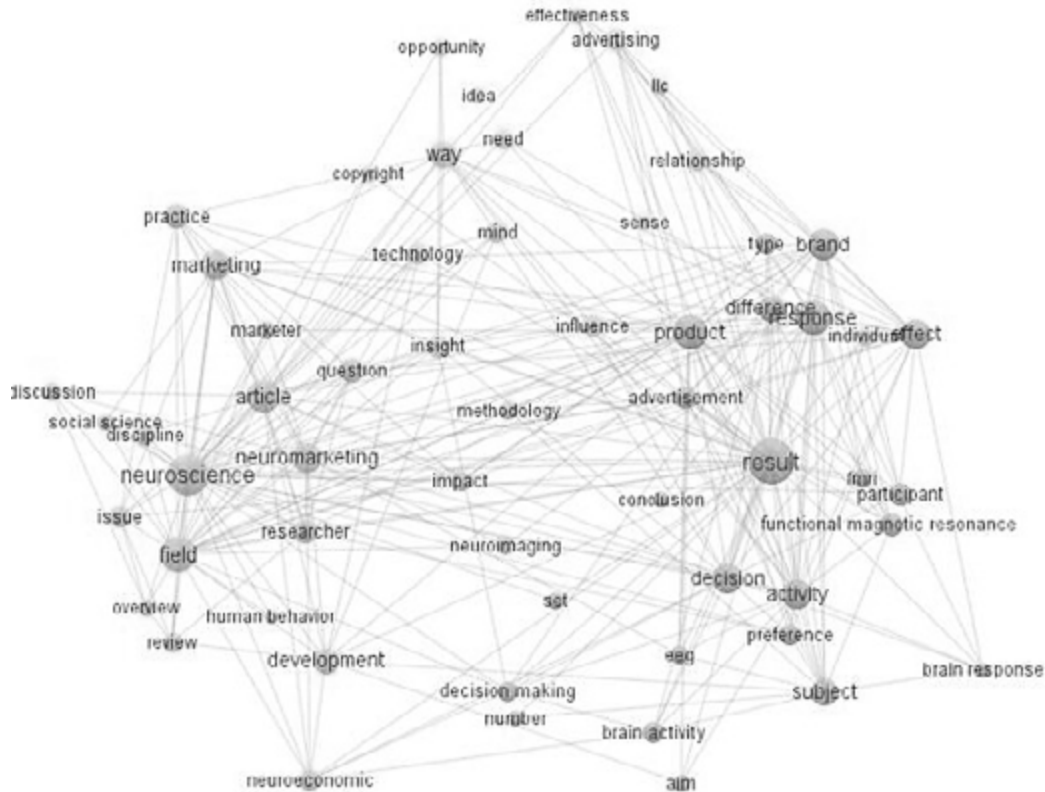 effectiveness
advertising
opportunity
llc
idea
need
way
relationship
copyright
practice
sense
mind
type
brand
technology
marketing
difference
response
influence
product
individual
effect
marketer
insight
question
discussion
article
advertisement
methodology
social science
discipline
neuromarketing
result
neuroscience
impact
fmri
participant
conclusion
issue
functional magnetic resonance
researcher
neuroimaging
field
decision
activity
set
overview
human behavior
preference
review
eeg
development
brain response
decision making
subject
number
brain activity
neuroeconomic
aim